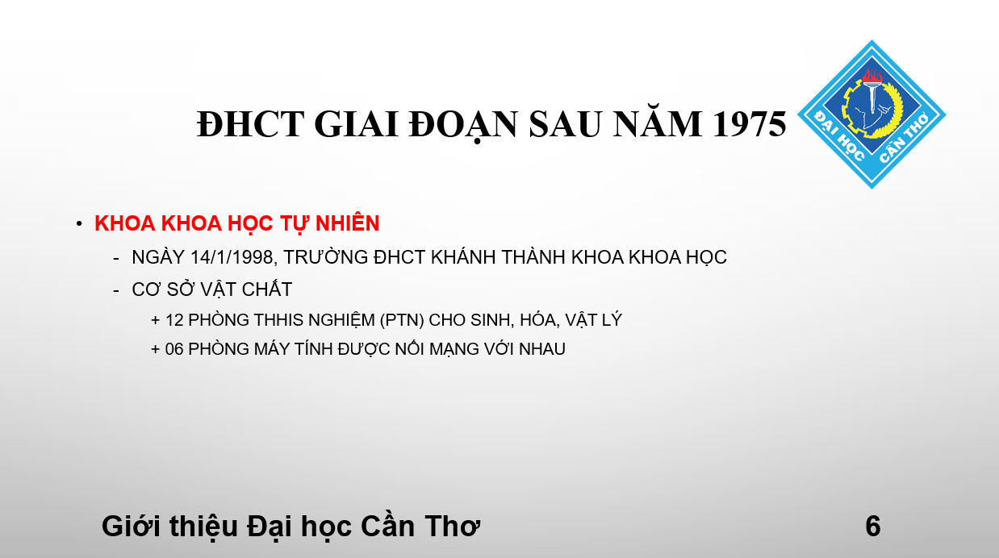 ĐHCT GIAI ĐOẠN SAU NĂM 1975
ĐẠI HỌC CẦN THƠ
• KHOA KHOA HỌC TỰ NHIÊN
- NGÀY 14/1/1998, TRƯỜNG ĐHCT KHÁNH THÀNH KHOA KHOA HỌC
- CƠ SỞ VẬT CHẤT
+ 12 PHÒNG THHIS NGHIỆM (PTN) CHO SINH, HÓA, VẬT LÝ
+ 06 PHÒNG MÁY TÍNH ĐƯỢC NỐI MẠNG VỚI NHAU
Giới thiệu Đại học Cần Thơ
6